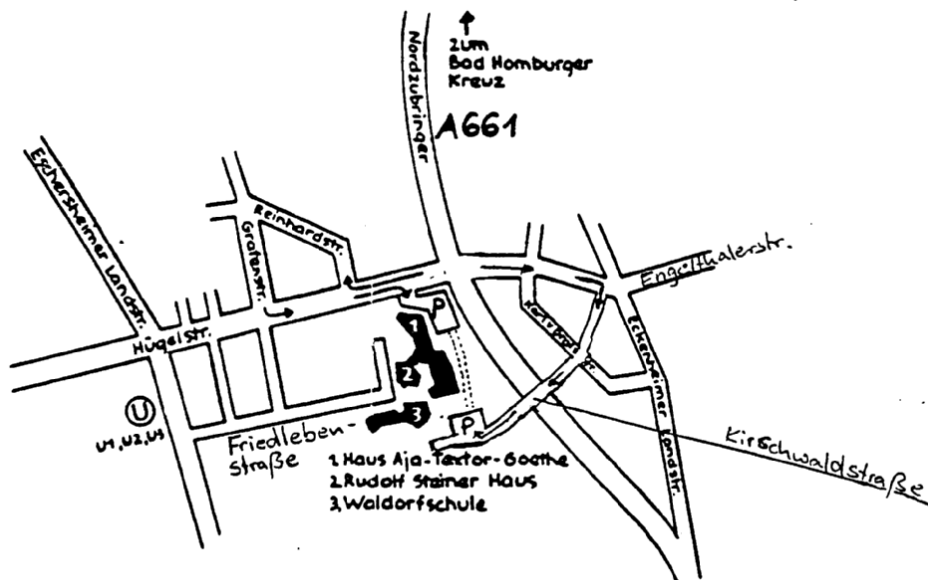 zum
Bad Homburger
Kreuz
Nordzubringer
A661
Eschersheimer Landstr.
Reinhardstr.
Grafenstr.
Engelthalerstr.
P
Hügelstr.
1
2
3
Eckenheimer Landstr.
U
U1, U2, U3
P
Friedleben-
straße
Kirschwaldstraße
1 Haus Aja-Textor-Goethe
2 Rudolf Steiner Haus
3, Waldorfschule